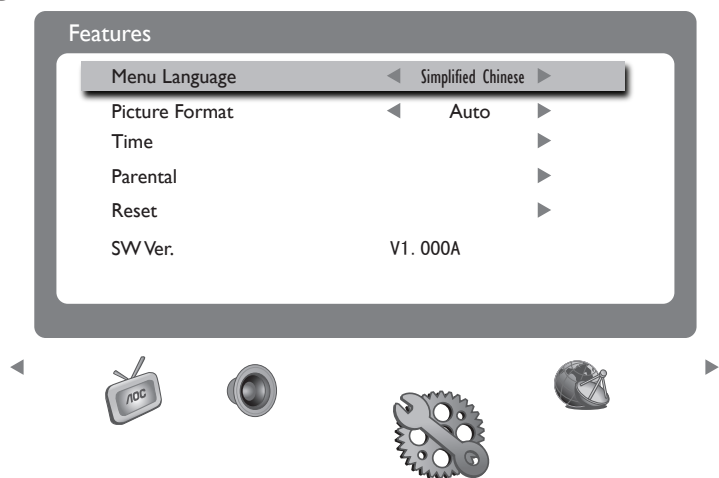 Features
Menu Language Simplified Chinese
Picture Format Auto
Time
Parental
Reset
SW Ver. V1.000A
AOC